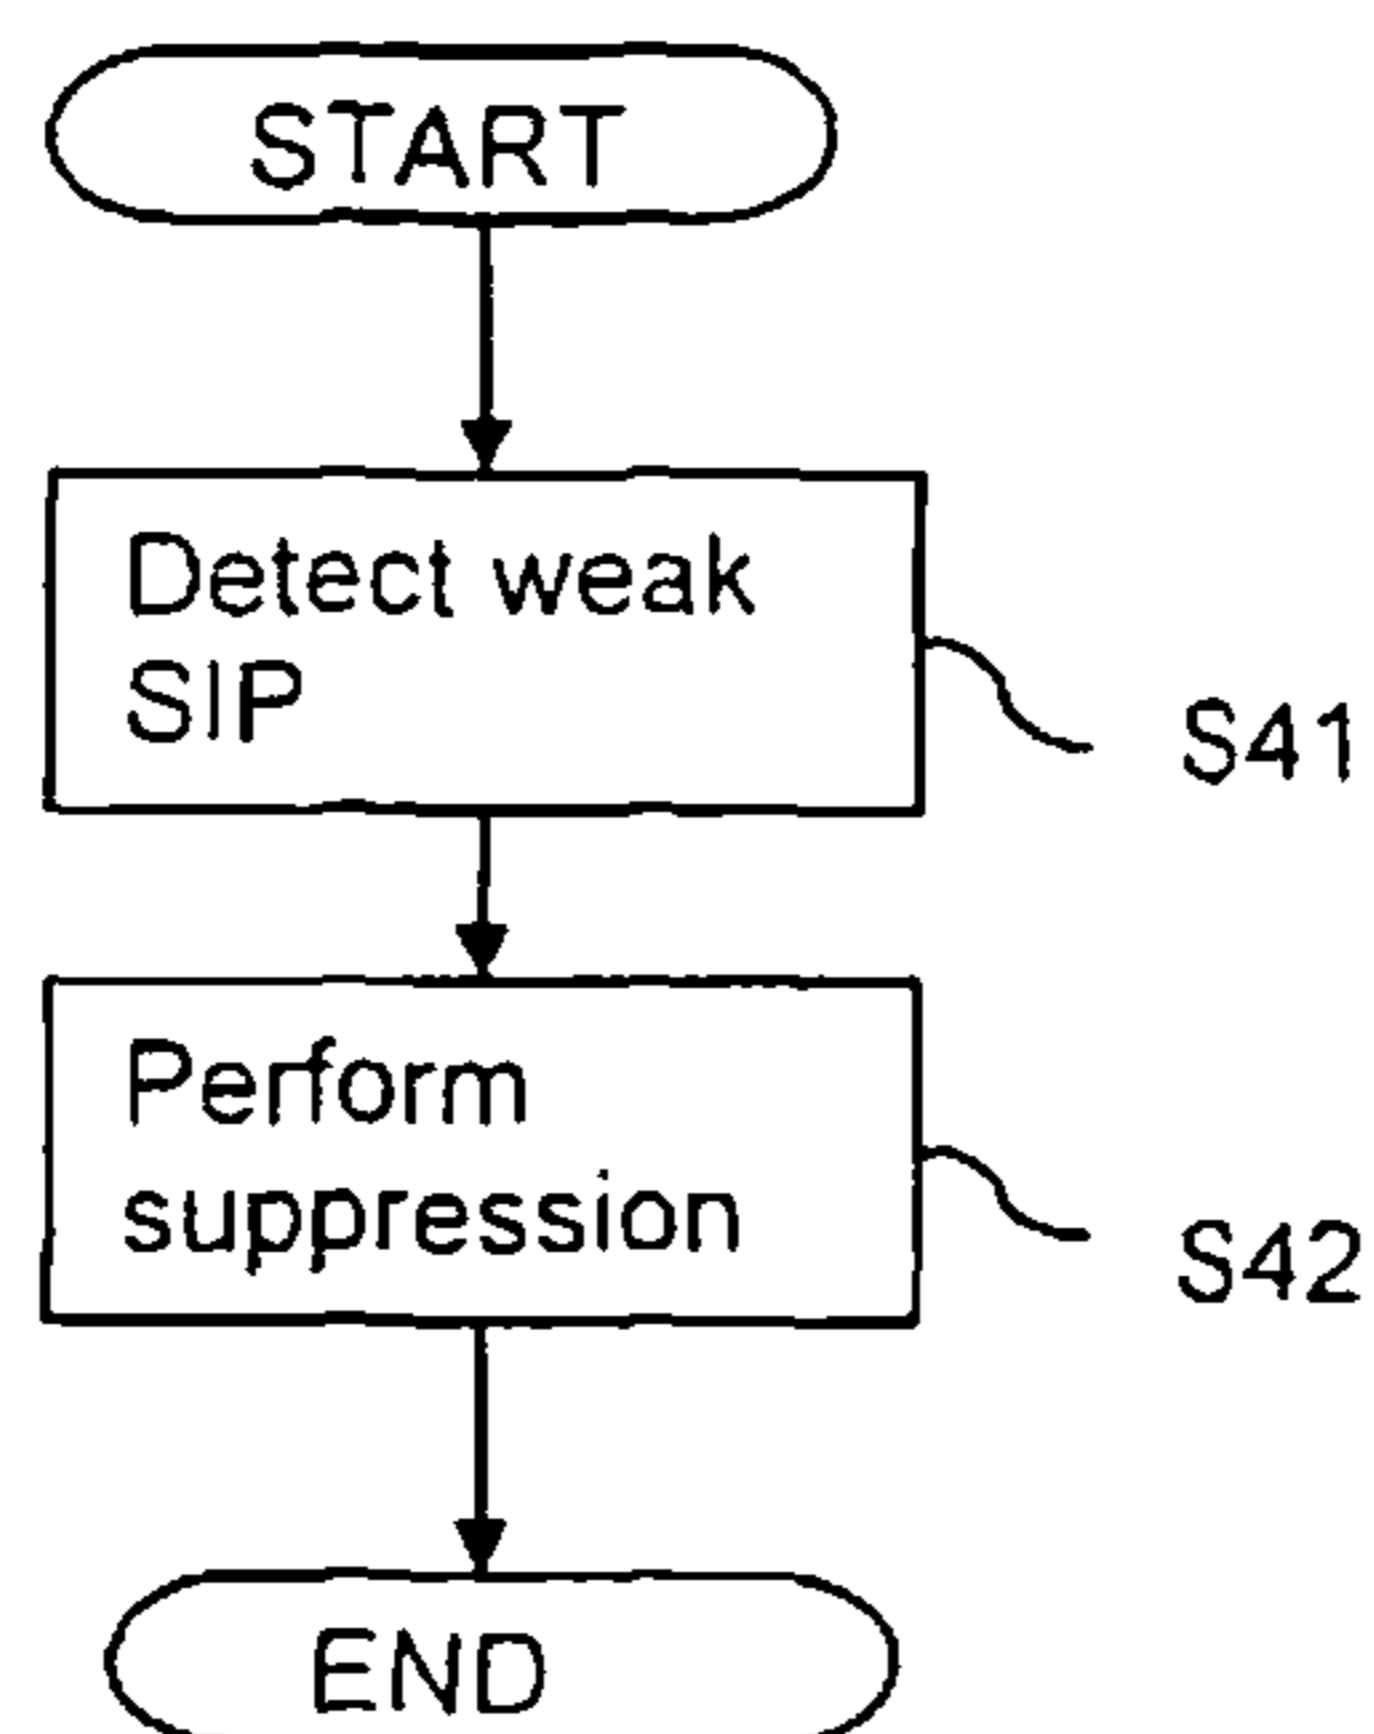 START
Detect weak
SIP
S41
Perform
suppression
S42
END